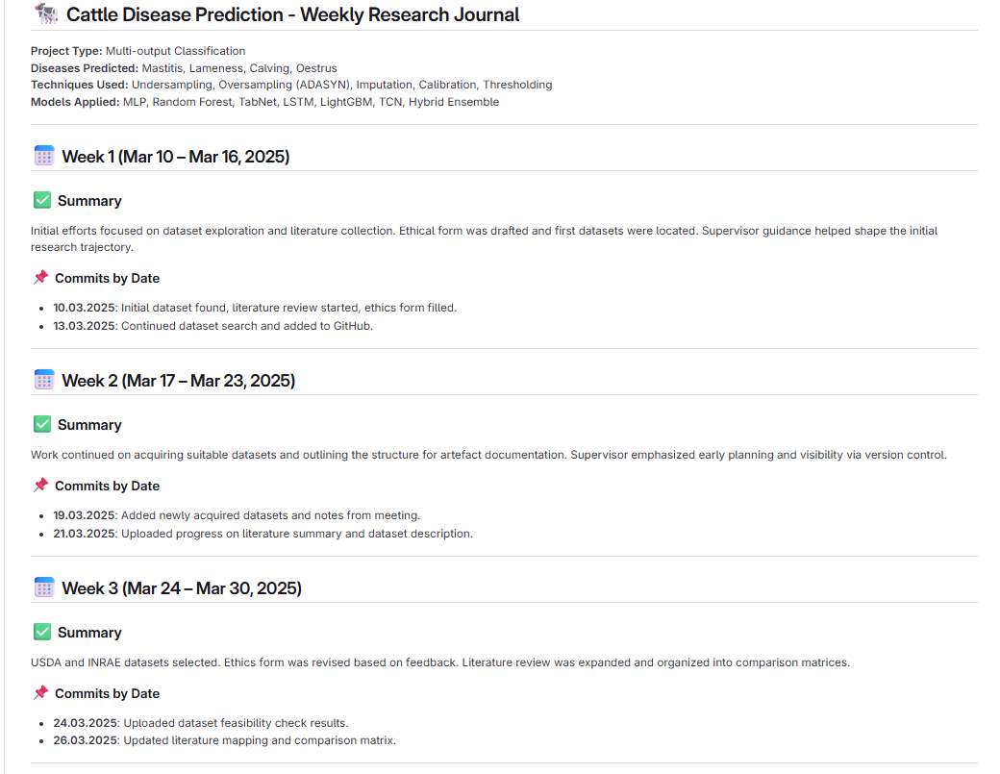 Cattle Disease Prediction - Weekly Research Journal
Project Type: Multi-output Classification
Diseases Predicted: Mastitis, Lameness, Calving, Oestrus
Techniques Used: Undersampling, Oversampling (ADASYN), Imputation, Calibration, Thresholding
Models Applied: MLP, Random Forest, TabNet, LSTM, LightGBM, TCN, Hybrid Ensemble
Week 1 (Mar 10 – Mar 16, 2025)
Summary
Initial efforts focused on dataset exploration and literature collection. Ethical form was drafted and first datasets were located. Supervisor guidance helped shape the initial
research trajectory.
Commits by Date
10.03.2025: Initial dataset found, literature review started, ethics form filled.
13.03.2025: Continued dataset search and added to GitHub.
Week 2 (Mar 17 – Mar 23, 2025)
Summary
Work continued on acquiring suitable datasets and outlining the structure for artefact documentation. Supervisor emphasized early planning and visibility via version control.
Commits by Date
19.03.2025: Added newly acquired datasets and notes from meeting.
21.03.2025: Uploaded progress on literature summary and dataset description.
Week 3 (Mar 24 – Mar 30, 2025)
Summary
USDA and INRAE datasets selected. Ethics form was revised based on feedback. Literature review was expanded and organized into comparison matrices.
Commits by Date
24.03.2025: Uploaded dataset feasibility check results.
26.03.2025: Updated literature mapping and comparison matrix.